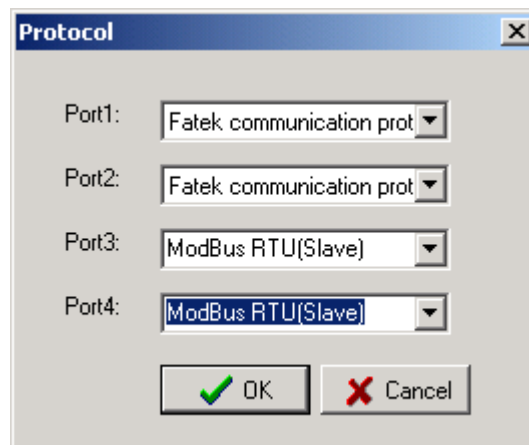 Protocol
Port1: Fatek communication prot
Port2: Fatek communication prot
Port3: ModBus RTU(Slave)
Port4: ModBus RTU(Slave)
OK Cancel